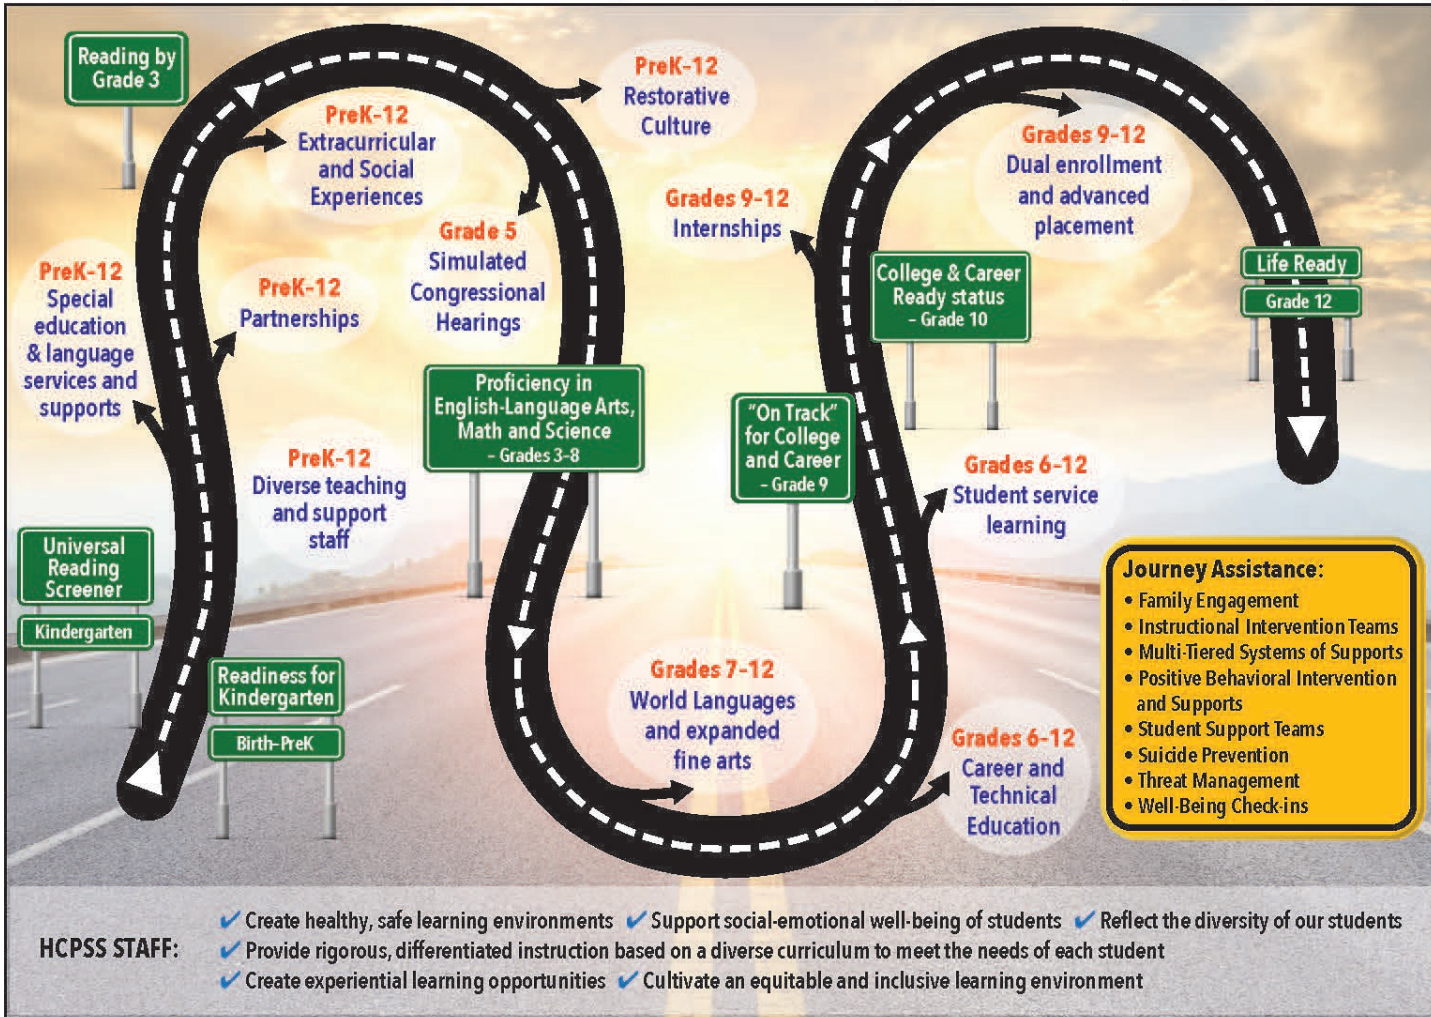 Reading by
Grade 3
PreK–12
Extracurricular
and Social
Experiences
PreK–12
Restorative
Culture
Grade 5
Simulated
Congressional
Hearings
PreK–12
Special
education
& language
services and
supports
PreK–12
Partnerships
PreK–12
Diverse teaching
and support
staff
Universal
Reading
Screener
Kindergarten
Readiness for
Kindergarten
Birth–PreK
Proficiency in
English-Language Arts,
Math and Science
– Grades 3–8
Grades 7–12
World Languages
and expanded
fine arts
Grades 6–12
Career and
Technical
Education
Grades 6–12
Student service
learning
"On Track"
for College
and Career
– Grade 9
College & Career
Ready status
– Grade 10
Grades 9–12
Internships
Grades 9–12
Dual enrollment
and advanced
placement
Life Ready
Grade 12
Journey Assistance:
• Family Engagement
• Instructional Intervention Teams
• Multi-Tiered Systems of Supports
• Positive Behavioral Intervention
and Supports
• Student Support Teams
• Suicide Prevention
• Threat Management
• Well-Being Check-ins
HCPSS STAFF:
✔ Create healthy, safe learning environments ✔ Support social-emotional well-being of students ✔ Reflect the diversity of our students
✔ Provide rigorous, differentiated instruction based on a diverse curriculum to meet the needs of each student
✔ Create experiential learning opportunities ✔ Cultivate an equitable and inclusive learning environment